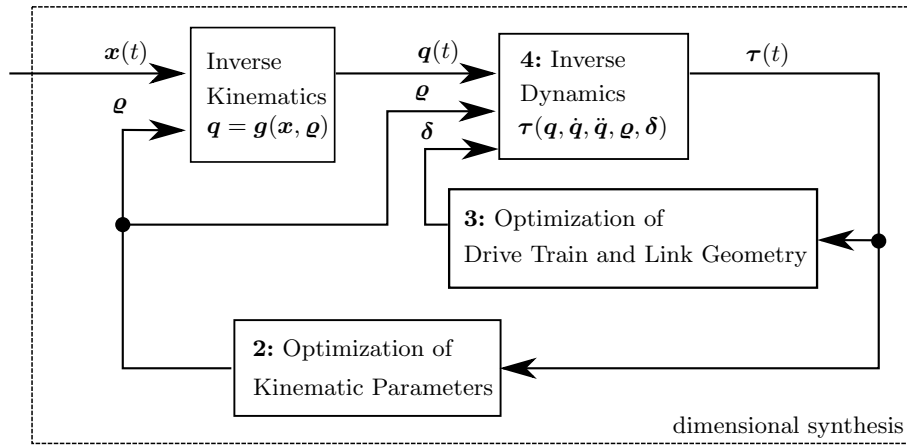 x(t)
ϱ
Inverse
Kinematics
q = g(x, ϱ)
q(t)
ϱ
δ
4: Inverse
Dynamics
τ(q, q̇, q̈, ϱ, δ)
τ(t)
3: Optimization of
Drive Train and Link Geometry
2: Optimization of
Kinematic Parameters
dimensional synthesis